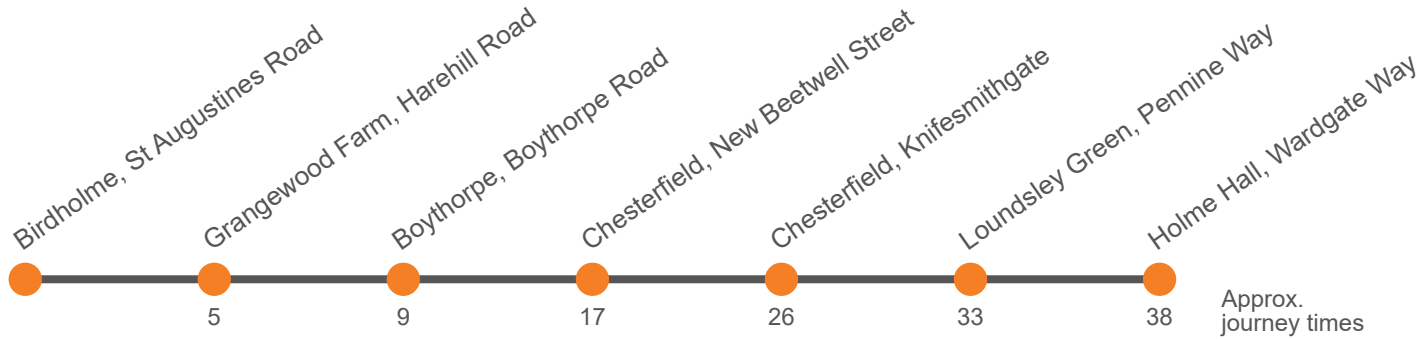 Birdholme, St Augustines Road
Grangewood Farm, Harehill Road
Boythorpe, Boythorpe Road
Chesterfield, New Beetwell Street
Chesterfield, Knifesmithgate
Loundsley Green, Pennine Way
Holme Hall, Wardgate Way
5
9
17
26
33
38
Approx.
journey times